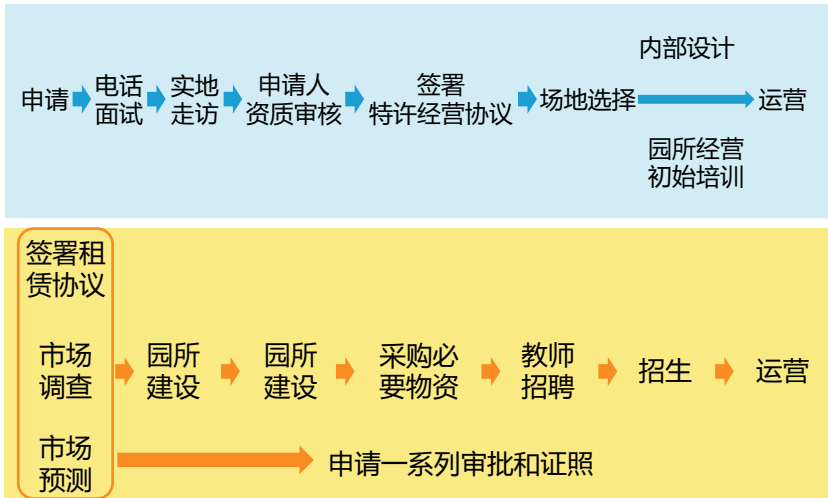 内部设计
申请
电话
面试
实地
走访
申请人
资质审核
签署
特许经营协议
场地选择
运营
园所经营
初始培训
签署租
赁协议
市场
调查
园所
建设
园所
建设
采购必
要物资
教师
招聘
招生
运营
市场
预测
申请一系列审批和证照